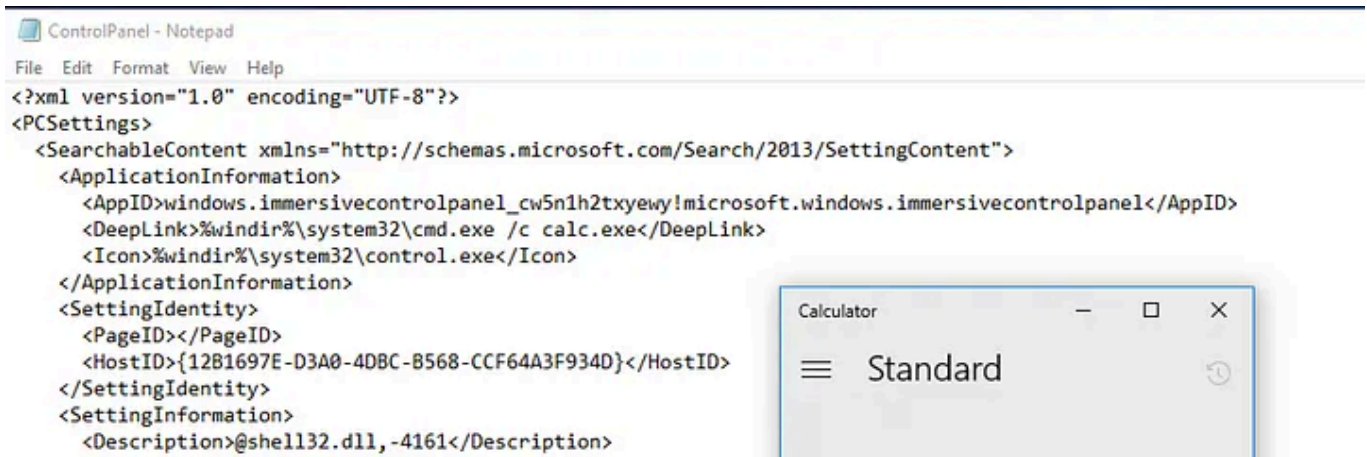 ControlPanel - Notepad
File Edit Format View Help
<?xml version="1.0" encoding="UTF-8"?>
<PCSettings>
<SearchableContent xmlns="http://schemas.microsoft.com/Search/2013/SettingContent">
<ApplicationInformation>
<AppID>windows.immersivecontrolpanel_cw5n1h2txyewy!microsoft.windows.immersivecontrolpanel</AppID>
<DeepLink>%windir%\system32\cmd.exe /c calc.exe</DeepLink>
<Icon>%windir%\system32\control.exe</Icon>
</ApplicationInformation>
<SettingIdentity>
<PageID></PageID>
<HostID>{12B1697E-D3A0-4DBC-B568-CCF64A3F934D}</HostID>
</SettingIdentity>
<SettingInformation>
<Description>@shell32.dll,-4161</Description>
Calculator
Standard